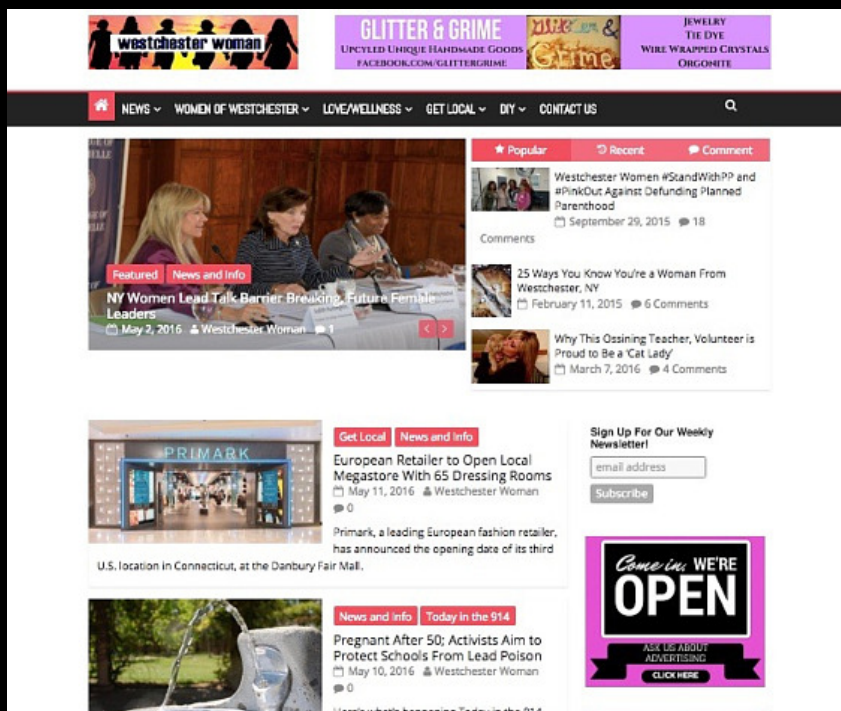 westchester woman
GLITTER & GRIME
UPCYLED UNIQUE HANDMADE GOODS
FACEBOOK.COM/GLITTERGRIME
Glitter &
Grime
JEWELRY
TIE DYE
WIRE WRAPPED CRYSTALS
ORGONITE
NEWS WOMEN OF WESTCHESTER LOVE/WELLNESS GET LOCAL DIY CONTACT US
Featured News and Info
NY Women Lead Talk Barrier Breaking, Future Female
Leaders
May 2, 2016 Westchester Woman 1
Popular Recent Comment
Westchester Women #StandWithPP and
#PinkOut Against Defunding Planned
Parenthood
September 29, 2015 18
Comments
25 Ways You Know You're a Woman From
Westchester, NY
February 11, 2015 6 Comments
Why This Ossining Teacher, Volunteer is
Proud to Be a 'Cat Lady'
March 7, 2016 4 Comments
PRIMARK
Get Local News and Info
European Retailer to Open Local
Megastore With 65 Dressing Rooms
May 11, 2016 Westchester Woman
0
Primark, a leading European fashion retailer,
has announced the opening date of its third
U.S. location in Connecticut, at the Danbury Fair Mall.
News and Info Today in the 914
Pregnant After 50; Activists Aim to
Protect Schools From Lead Poison
May 10, 2016 Westchester Woman
0
Here's what's happening Today in the 914
Sign Up For Our Weekly
Newsletter!
email address
Subscribe
Come in, WE'RE
OPEN
ASK US ABOUT
ADVERTISING
CLICK HERE